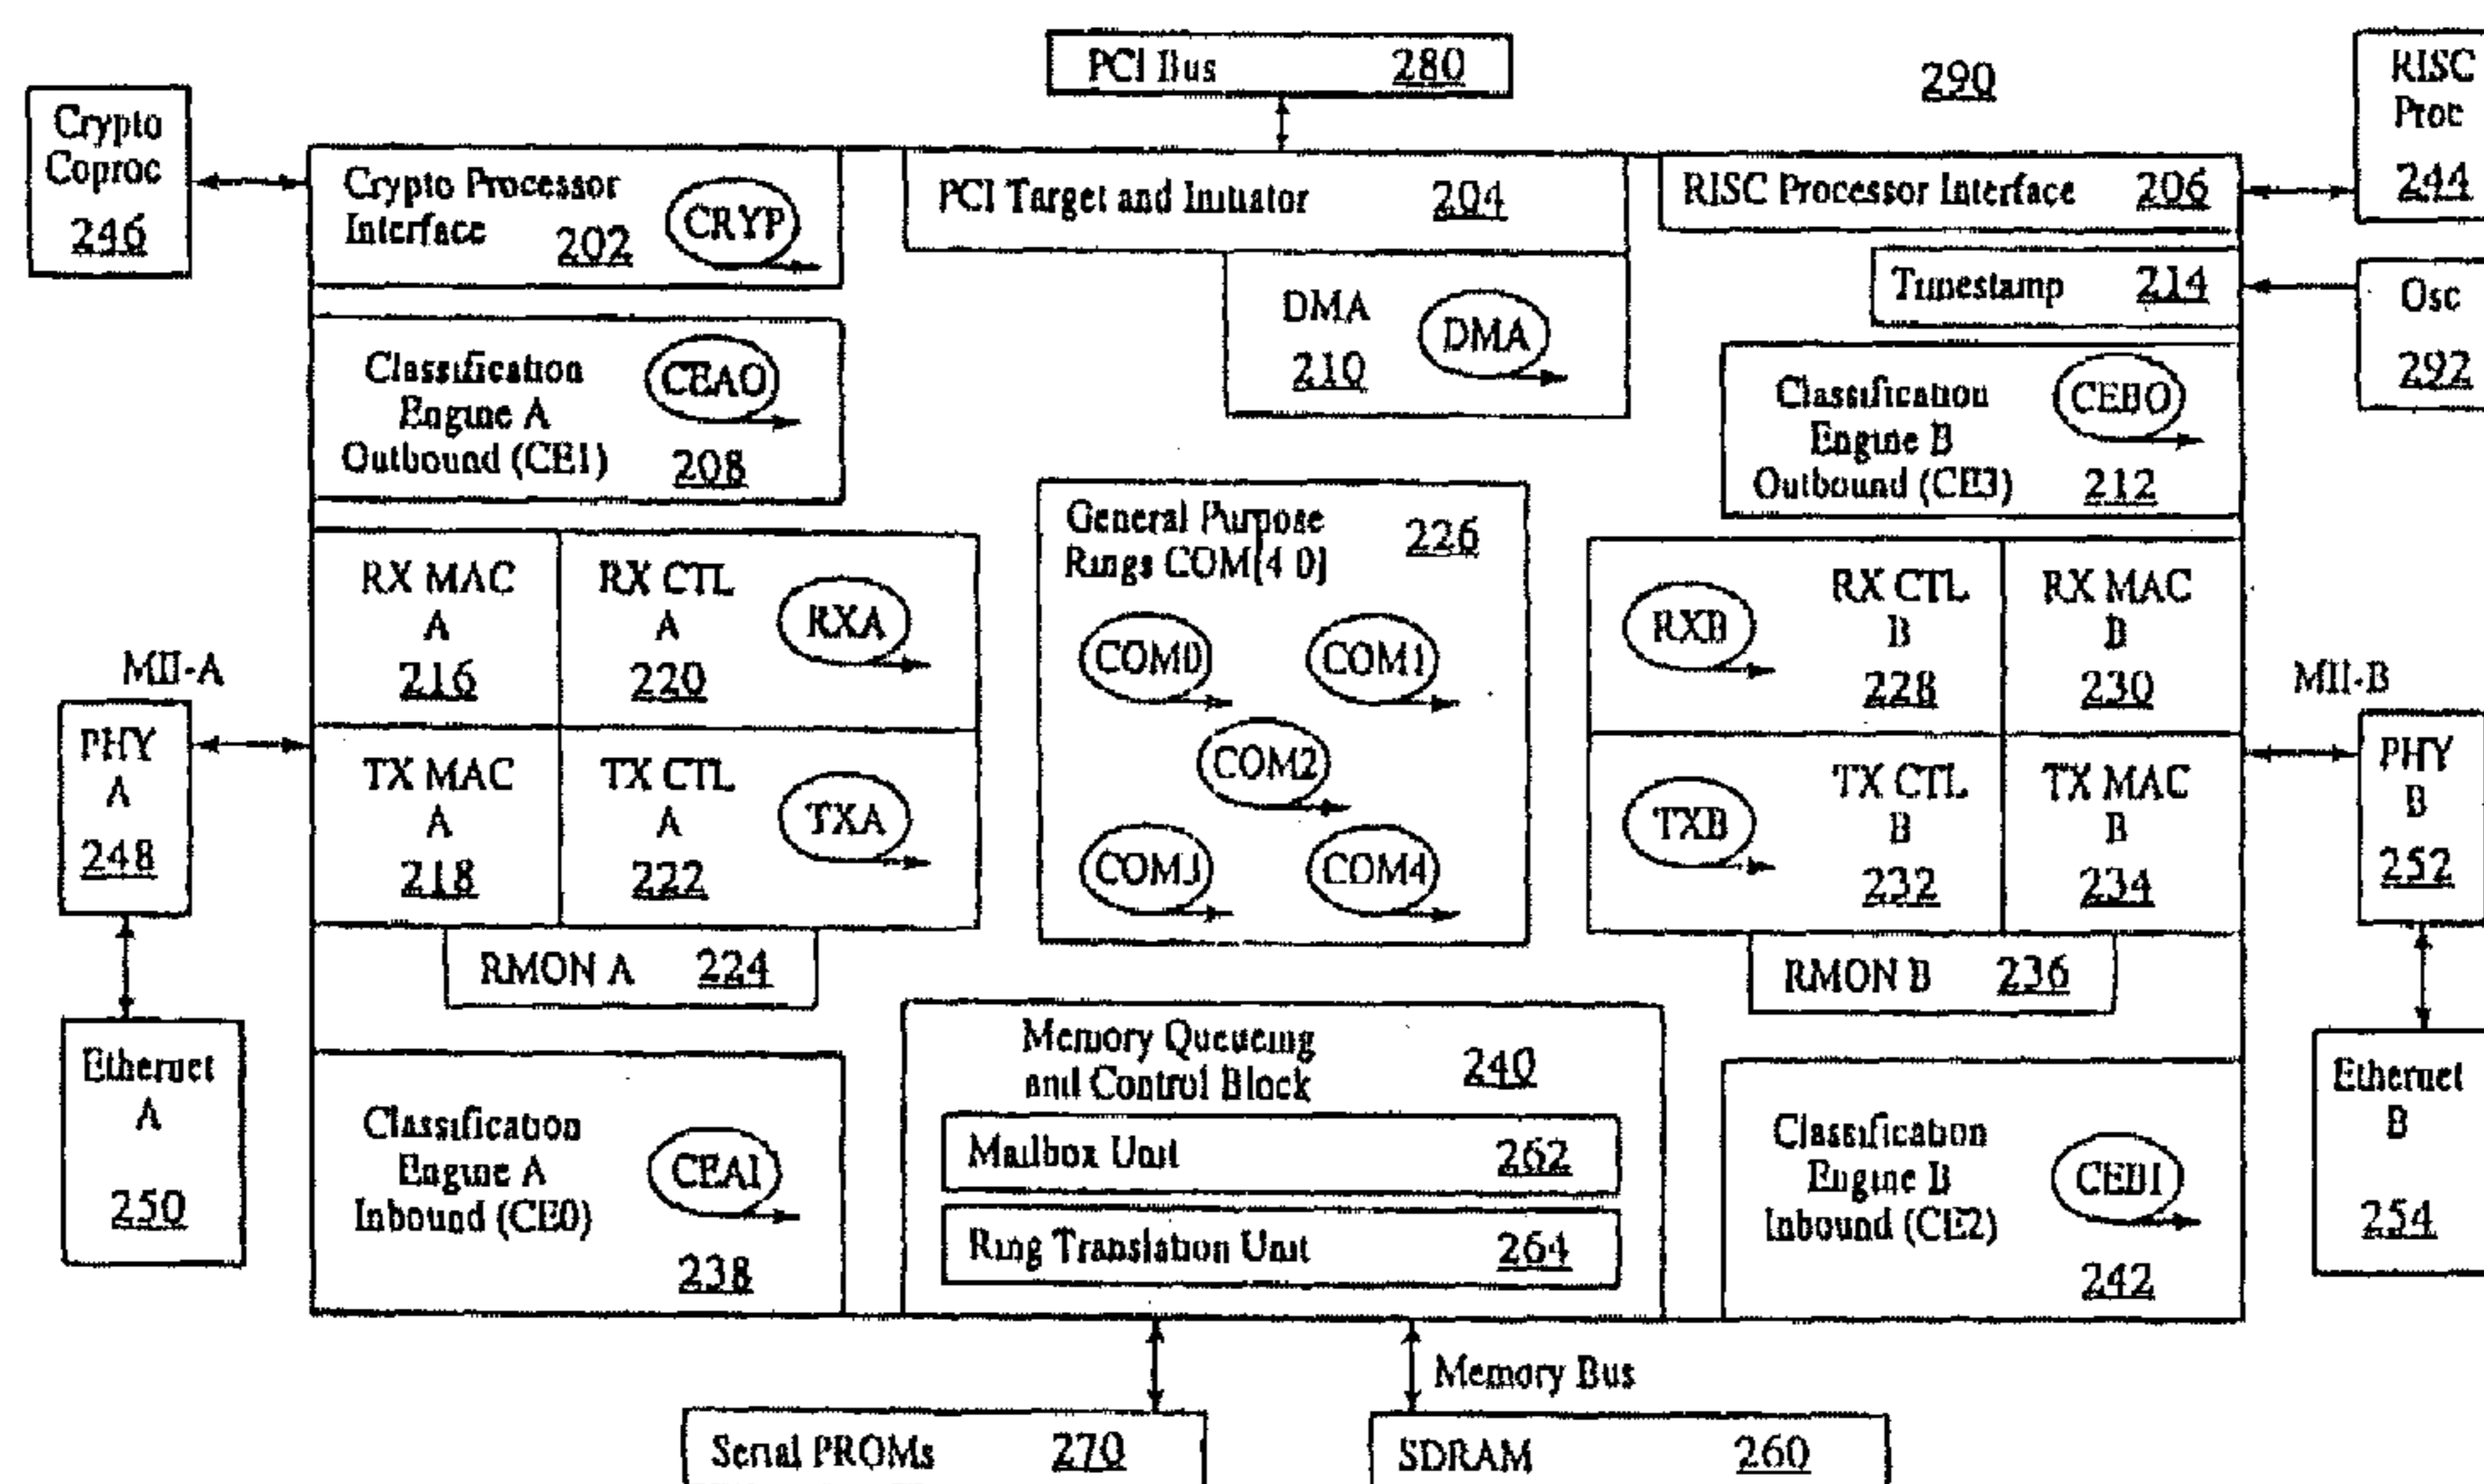 PCI Bus 280
290
RISC
Proc
244
Crypto
Coproc
246
Crypto Processor
Interface
202
CRYP
PCI Target and Initiator 204
RISC Processor Interface 206
Timestamp 214
Osc
292
DMA
210
DMA
Classification
Engine A
Outbound (CE1)
208
CEAO
Classification
Engine B
Outbound (CE3)
212
CEBO
RX MAC
A
216
RX CTL
A
220
RXA
General Purpose
Rings COM[4 0]
226
COM0
COM1
COM2
COM3
COM4
RXB
RX CTL
B
228
RX MAC
B
230
MII-A
PHY
A
248
TX MAC
A
218
TX CTL
A
222
TXA
TXB
TX CTL
B
232
TX MAC
B
234
MII-B
PHY
B
252
RMON A 224
RMON B 236
Ethernet
A
250
Classification
Engine A
Inbound (CE0)
238
CEAI
Memory Queueing
and Control Block
240
Mailbox Unit 262
Ring Translation Unit 264
Classification
Engine B
Inbound (CE2)
242
CEBI
Ethernet
B
254
Memory Bus
Serial PROMs 270
SDRAM 260